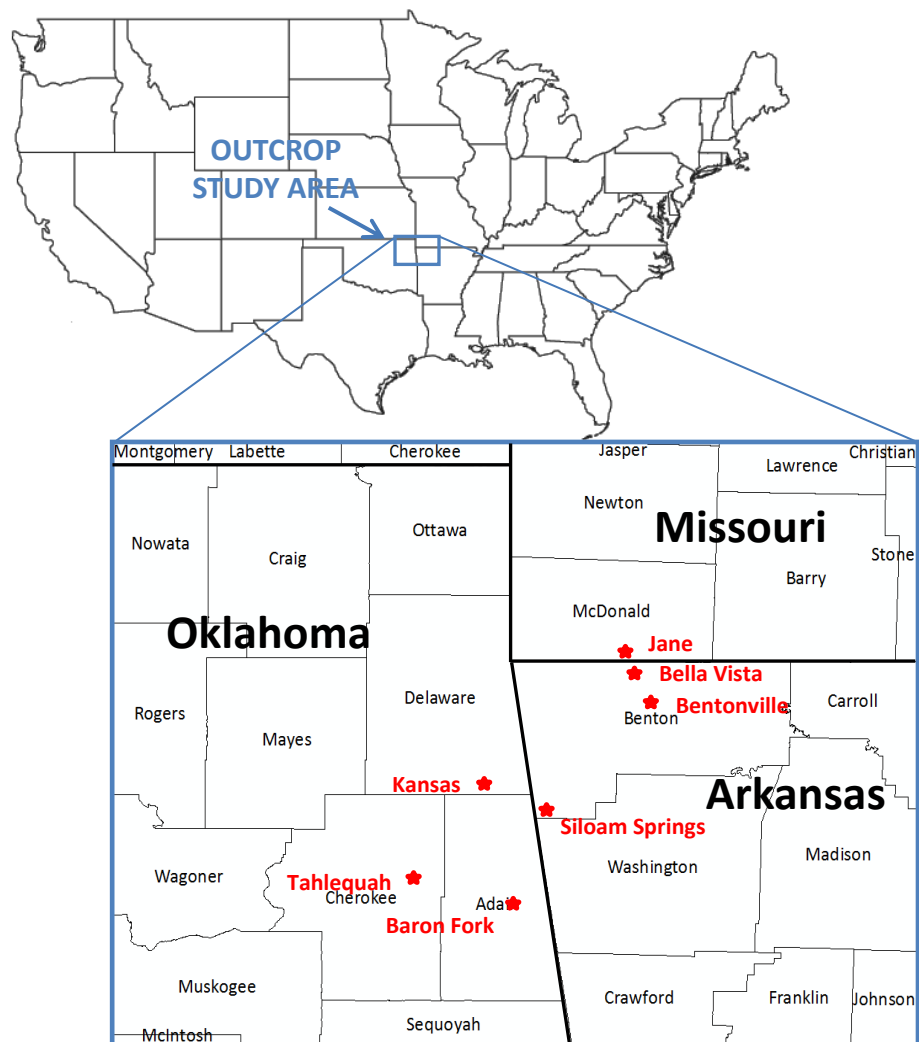 OUTCROP
STUDY AREA
Montgomery Labette Cherokee Jasper Christian
Lawrence
Newton
Missouri
Nowata
Ottawa
Craig
Stone
Barry
McDonald
Oklahoma
Jane
Bella Vista
Delaware
Carroll
Bentonville
Rogers
Benton
Mayes
Kansas
Arkansas
Siloam Springs
Madison
Washington
Wagoner
Tahlequah
Cherokee
Adair
Baron Fork
Muskogee
Crawford
Franklin
Johnson
Sequoyah
McIntosh